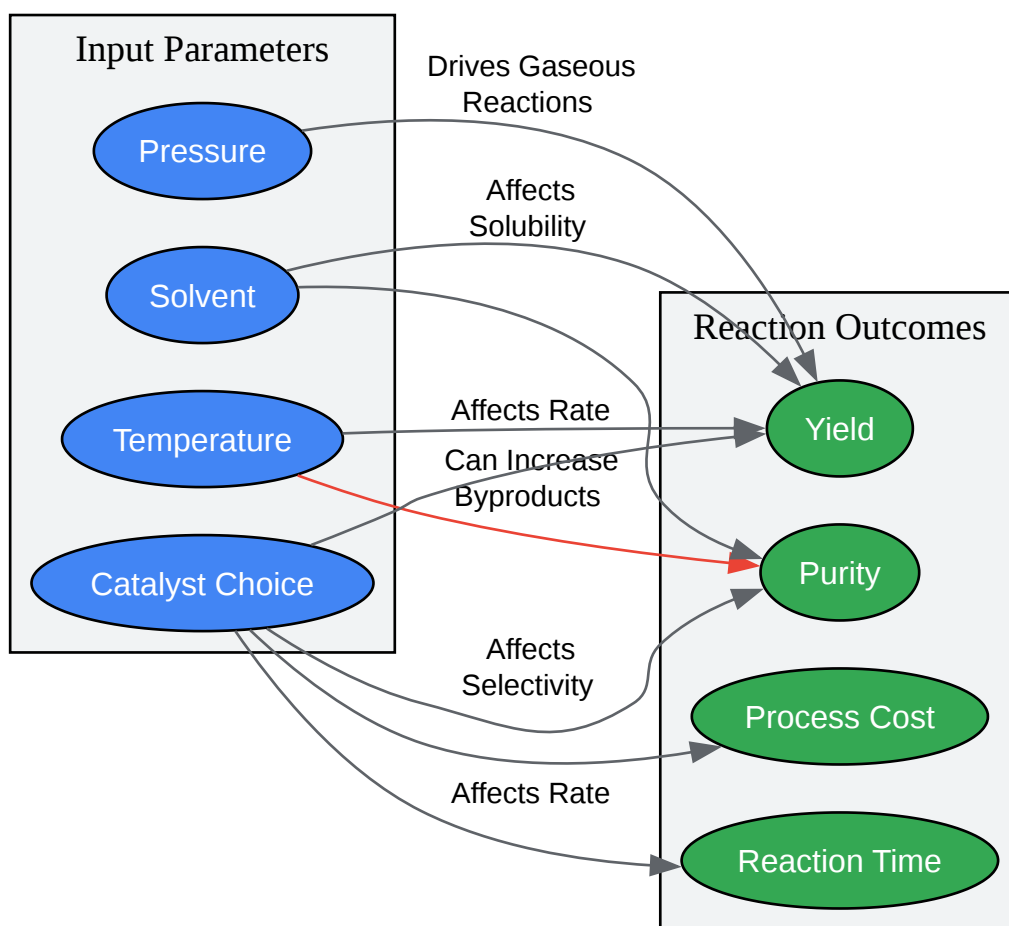 Input Parameters
Drives Gaseous
Reactions
Pressure
Affects
Solubility
Solvent
Reaction Outcomes
Affects Rate
Yield
Temperature
Can Increase
Byproducts
Purity
Catalyst Choice
Affects
Selectivity
Process Cost
Affects Rate
Reaction Time